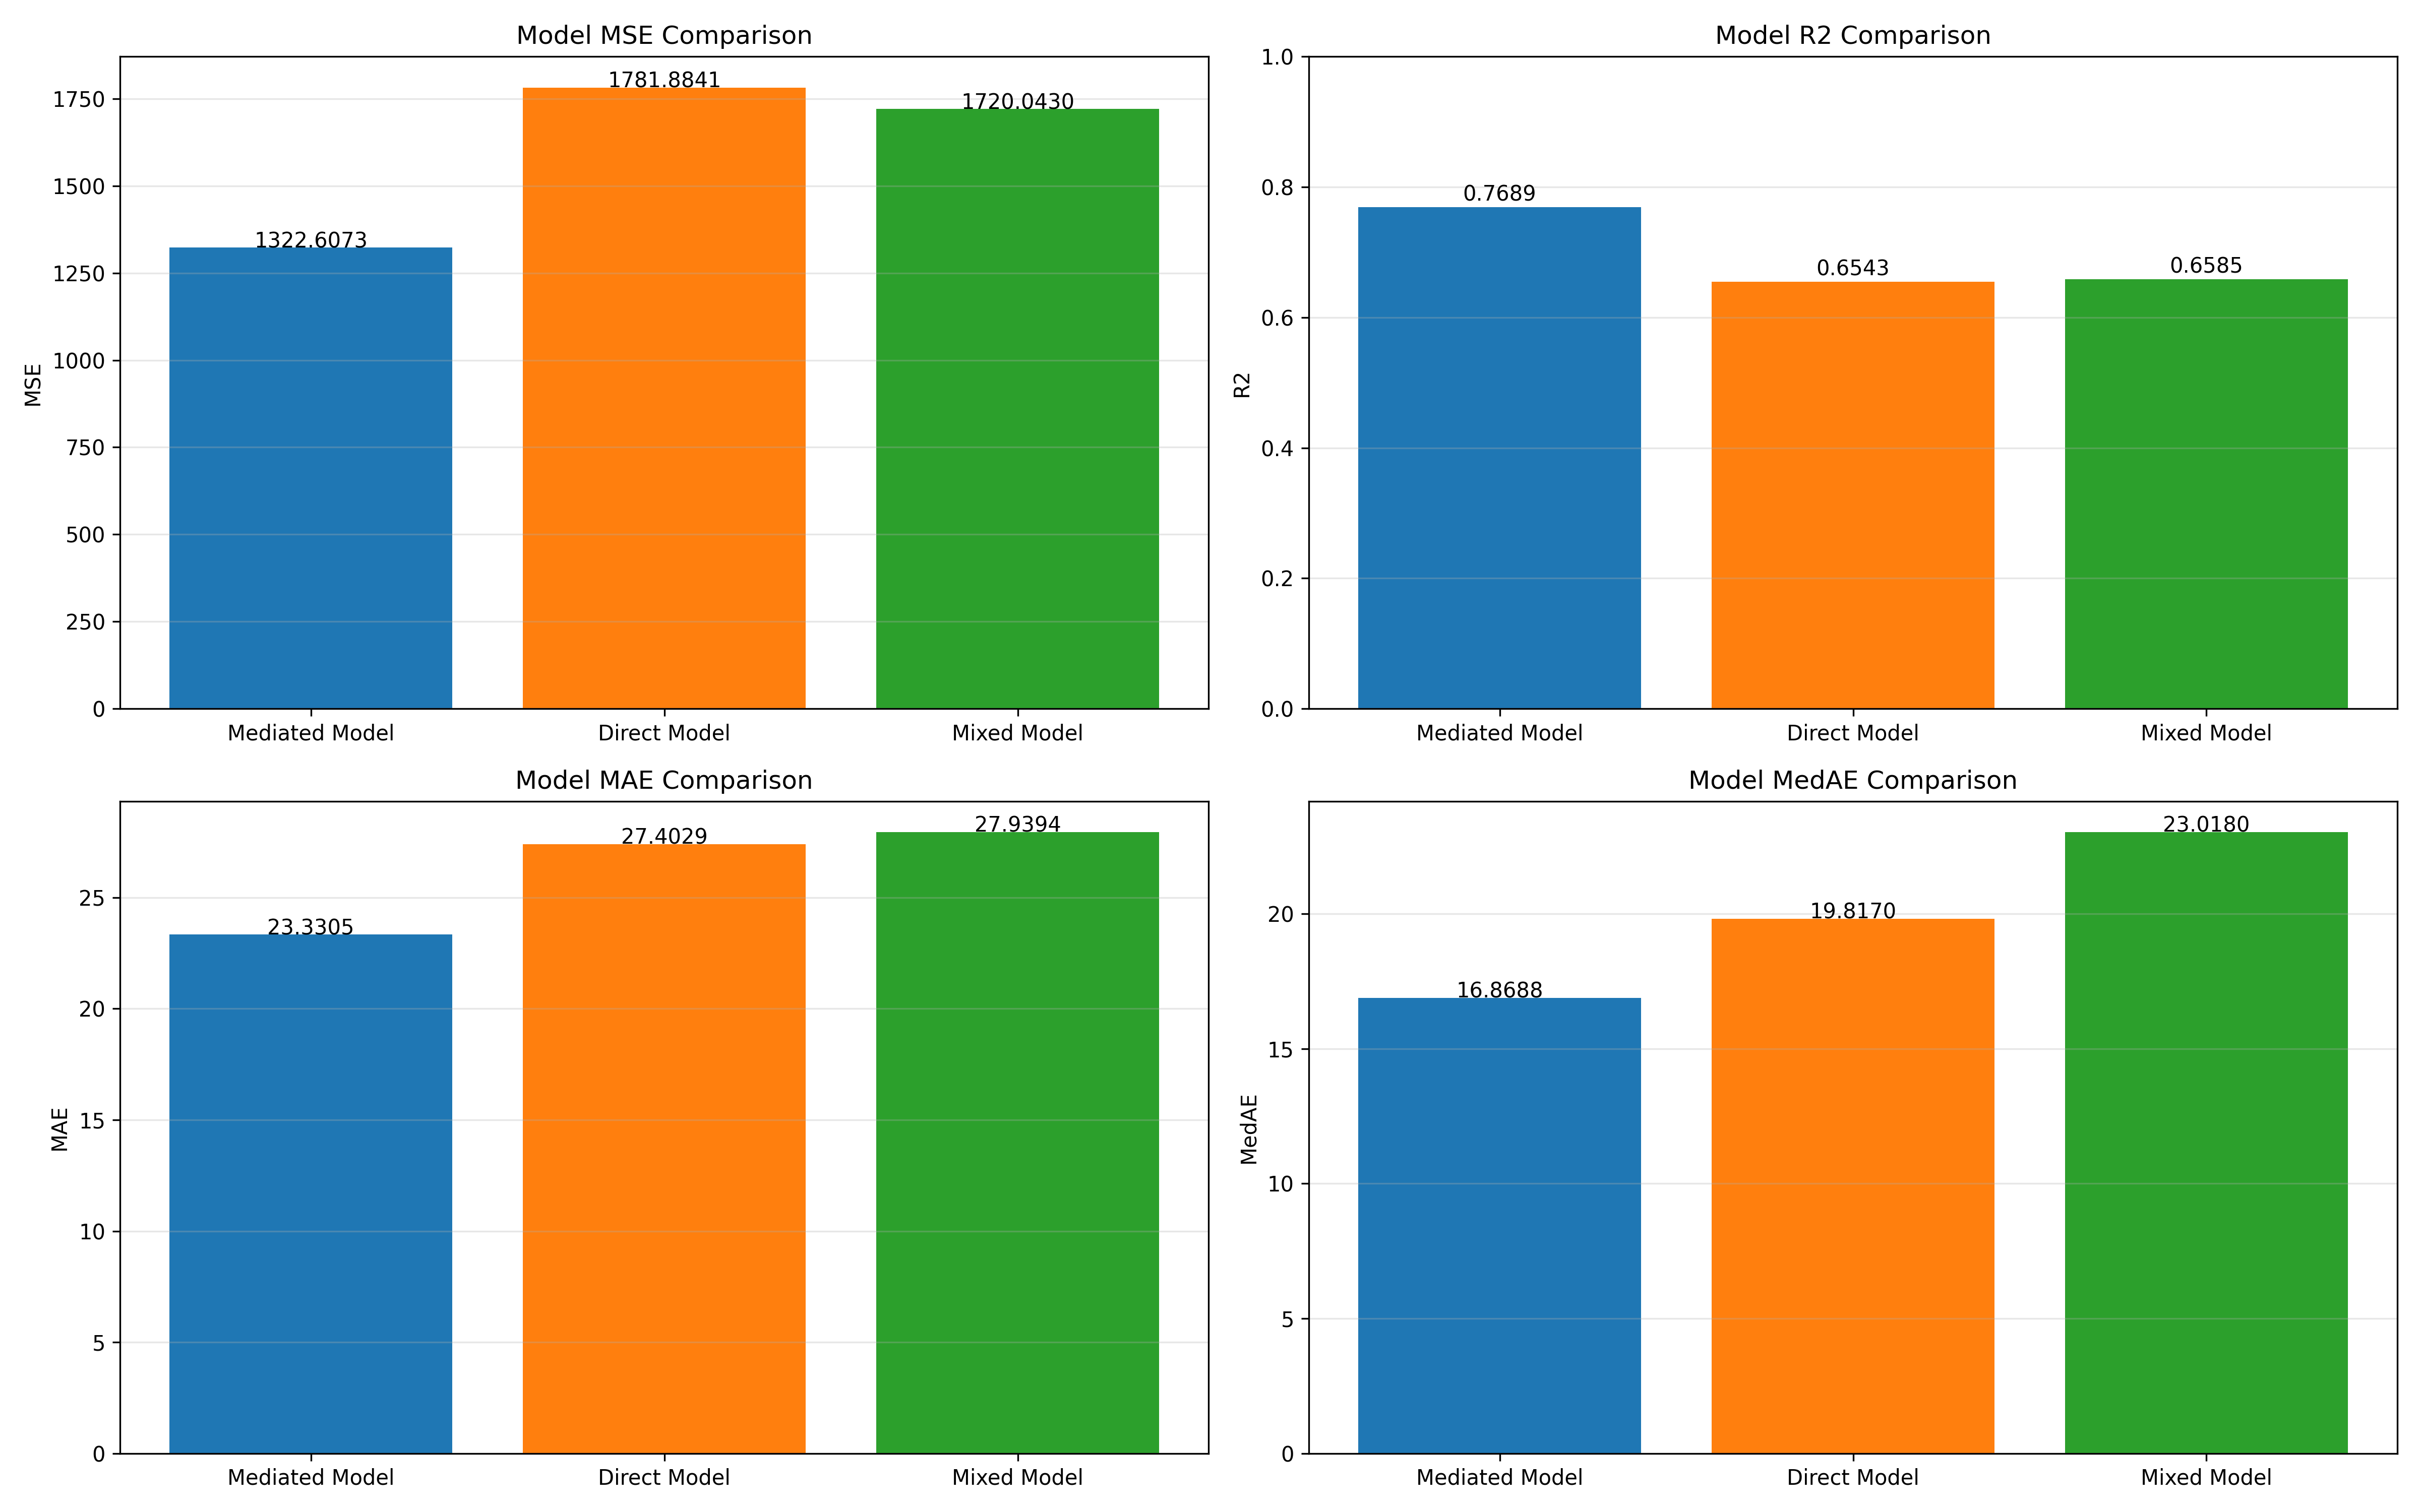 Model MSE Comparison
MSE
1750
1500
1250
1000
750
500
250
0
1322.6073
1781.8841
1720.0430
Mediated Model
Direct Model
Mixed Model
Model R2 Comparison
R2
1.0
0.8
0.6
0.4
0.2
0.0
0.7689
0.6543
0.6585
Mediated Model
Direct Model
Mixed Model
Model MAE Comparison
MAE
25
20
15
10
5
0
23.3305
27.4029
27.9394
Mediated Model
Direct Model
Mixed Model
Model MedAE Comparison
MedAE
20
15
10
5
0
16.8688
19.8170
23.0180
Mediated Model
Direct Model
Mixed Model